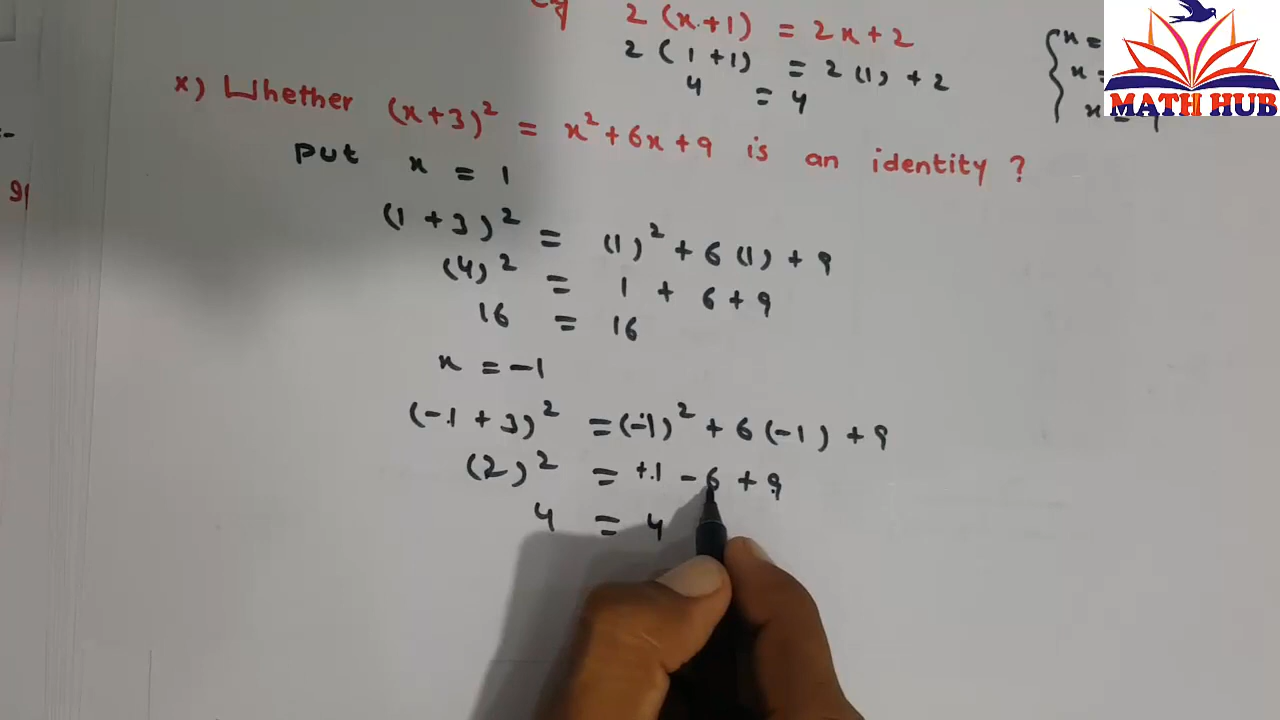 2 (x+1) = 2x+2
2 ( 1 +1) = 2 (1) + 2
4 = 4
x =
x =
MATH HUB
x) Whether (x+3)² = x²+6x+9 is an identity ?
put x = 1
(1 + 3)² = (1)² + 6 (1) + 9
(4)² = 1 + 6 + 9
16 = 16
x = -1
(-1 + 3)² = (-1)² + 6 (-1) + 9
(2)² = +1 - 6 + 9
4 = 4